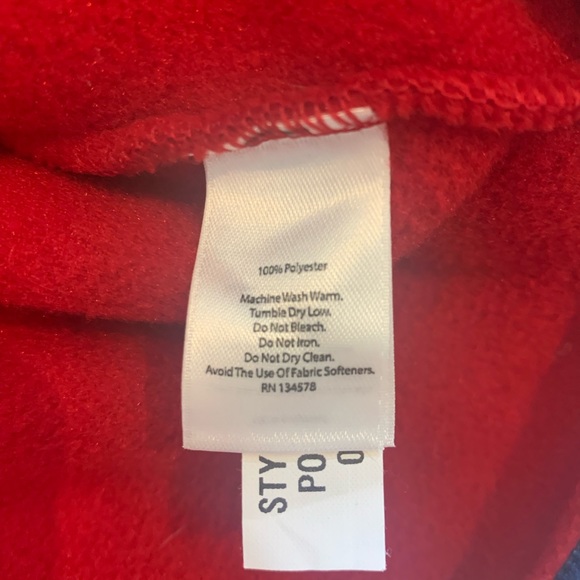 100% Polyester
Machine Wash Warm.
Tumble Dry Low.
Do Not Bleach.
Do Not Iron.
Do Not Dry Clean.
Avoid The Use Of Fabric Softeners.
RN 134578
STY
PO
0